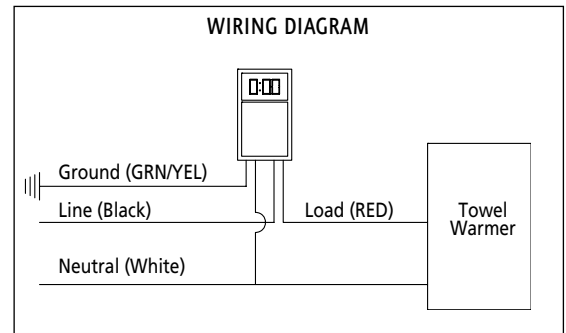 WIRING DIAGRAM
0:00
Ground (GRN/YEL)
Line (Black)
Load (RED)
Towel
Warmer
Neutral (White)